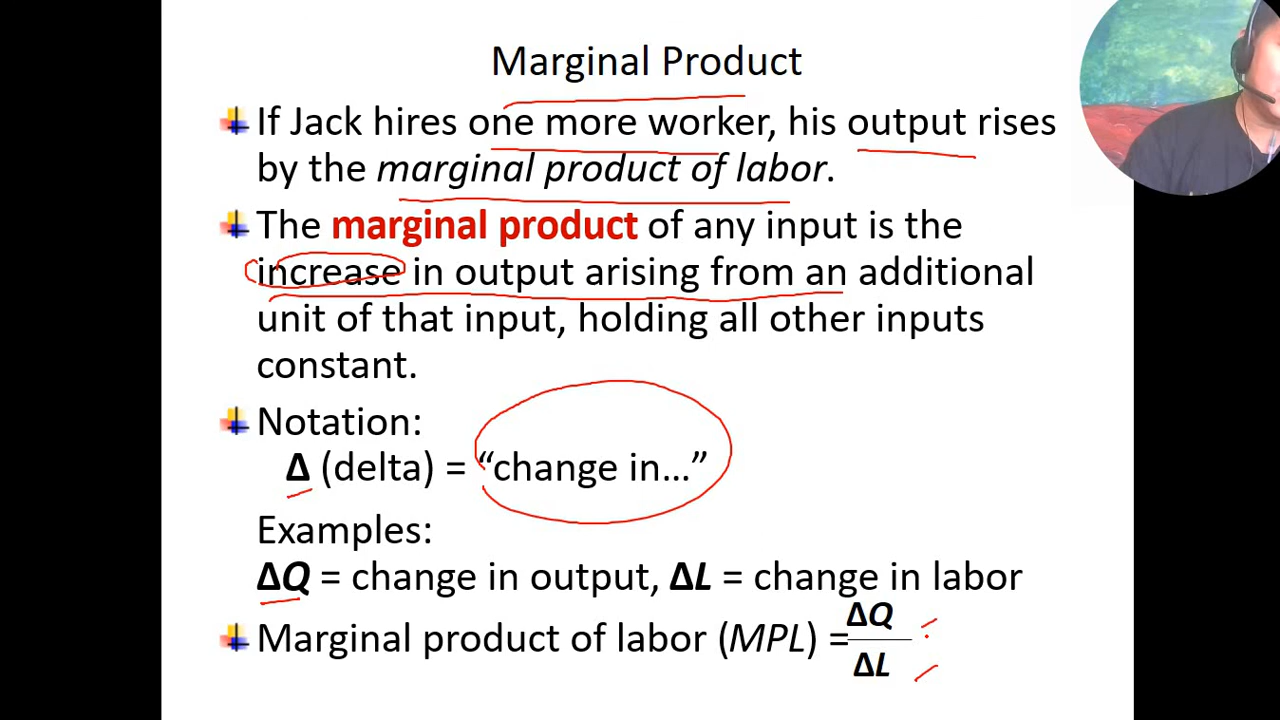 Marginal Product
If Jack hires one more worker, his output rises
by the marginal product of labor.
The marginal product of any input is the
increase in output arising from an additional
unit of that input, holding all other inputs
constant.
Notation:
Δ (delta) = “change in…”
Examples:
ΔQ = change in output, ΔL = change in labor
Marginal product of labor (MPL) = ΔQ
ΔL